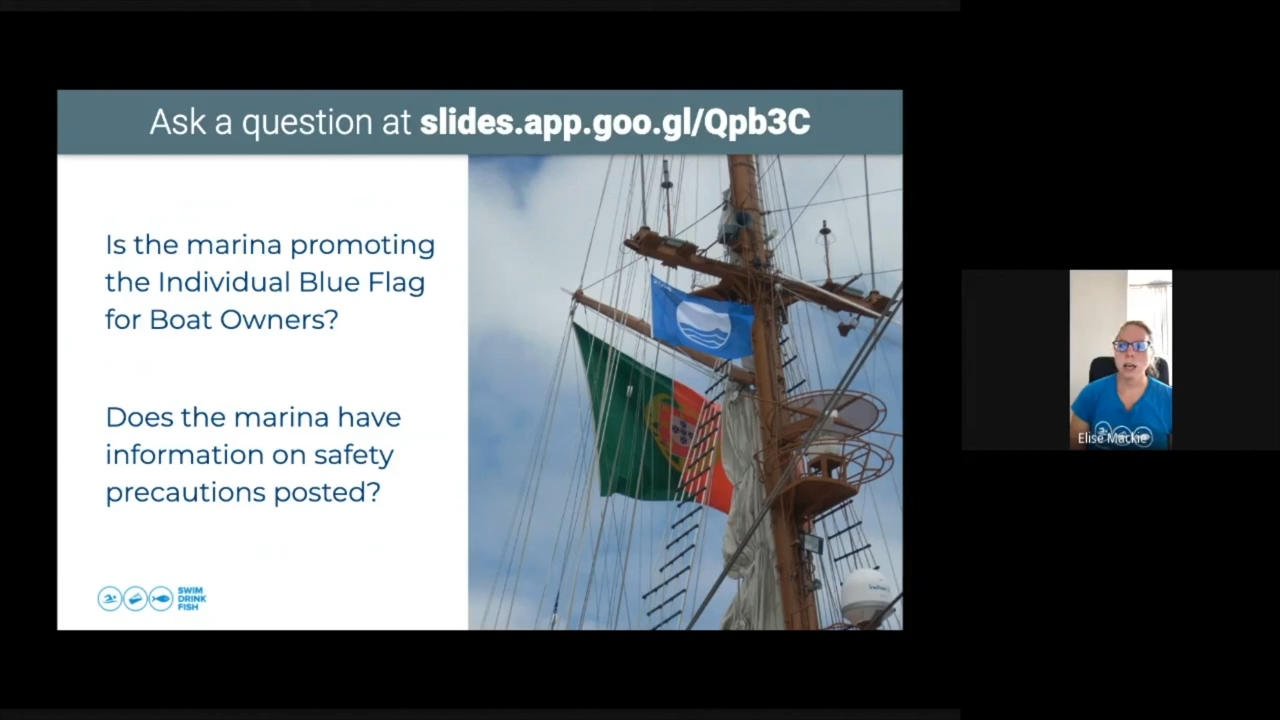 Ask a question at slides.app.goo.gl/Qpb3C
Is the marina promoting
the Individual Blue Flag
for Boat Owners?
Does the marina have
information on safety
precautions posted?
SWIM
DRINK
FISH
Elise Mackie